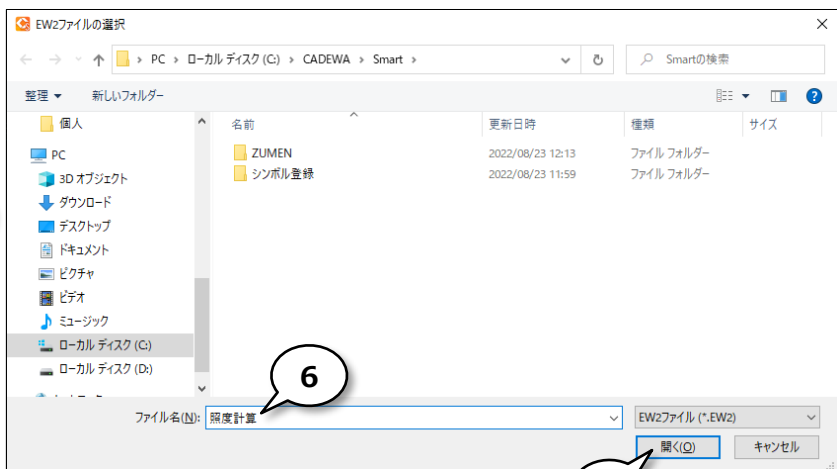 EW2ファイルの選択
PC › ローカル ディスク (C:) › CADEWA › Smart ›
Smartの検索
整理 新しいフォルダー
名前 更新日時 種類 サイズ
個人
PC
3D オブジェクト
ダウンロード
デスクトップ
ドキュメント
ピクチャ
ビデオ
ミュージック
ローカル ディスク (C:)
ローカル ディスク (D:)
ZUMEN 2022/08/23 12:13 ファイル フォルダー
シンボル登録 2022/08/23 11:59 ファイル フォルダー
6
ファイル名(N): 照度計算 EW2ファイル (*.EW2)
開く(O) キャンセル